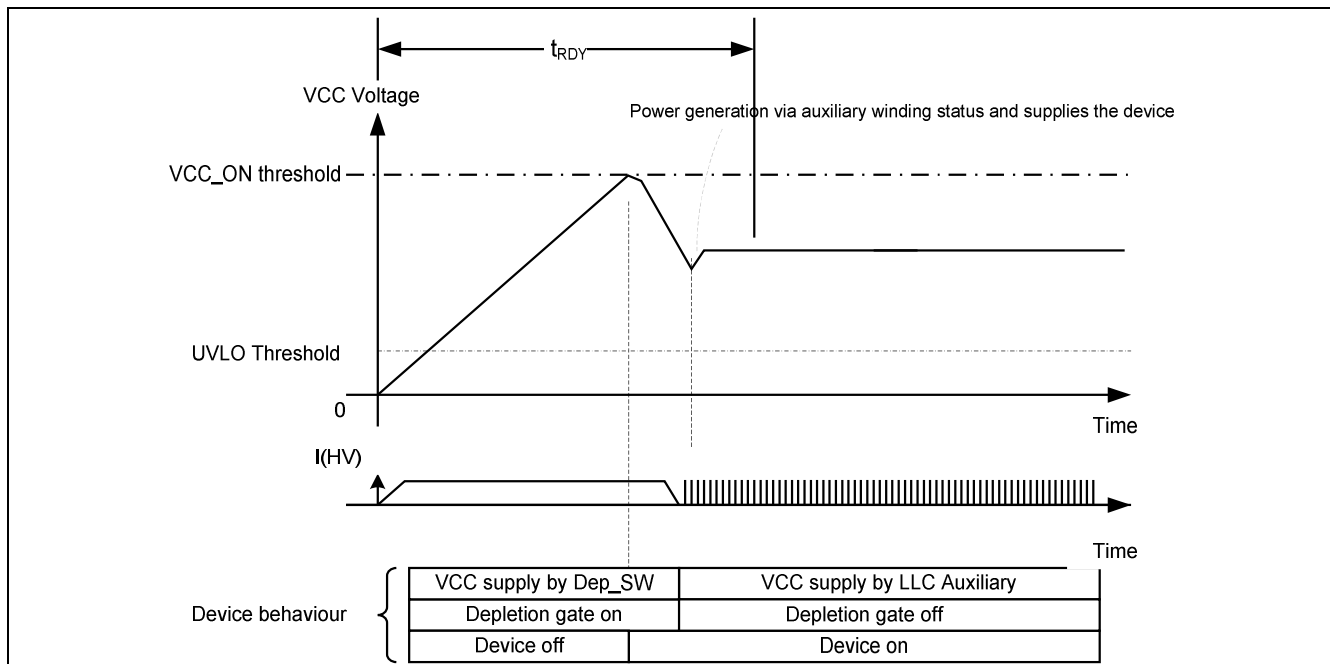 tRDY
VCC Voltage
Power generation via auxiliary winding status and supplies the device
VCC_ON threshold
UVLO Threshold
0
Time
I(HV)
Time
VCC supply by Dep_SW
VCC supply by LLC Auxiliary
Device behaviour
Depletion gate on
Depletion gate off
Device off
Device on